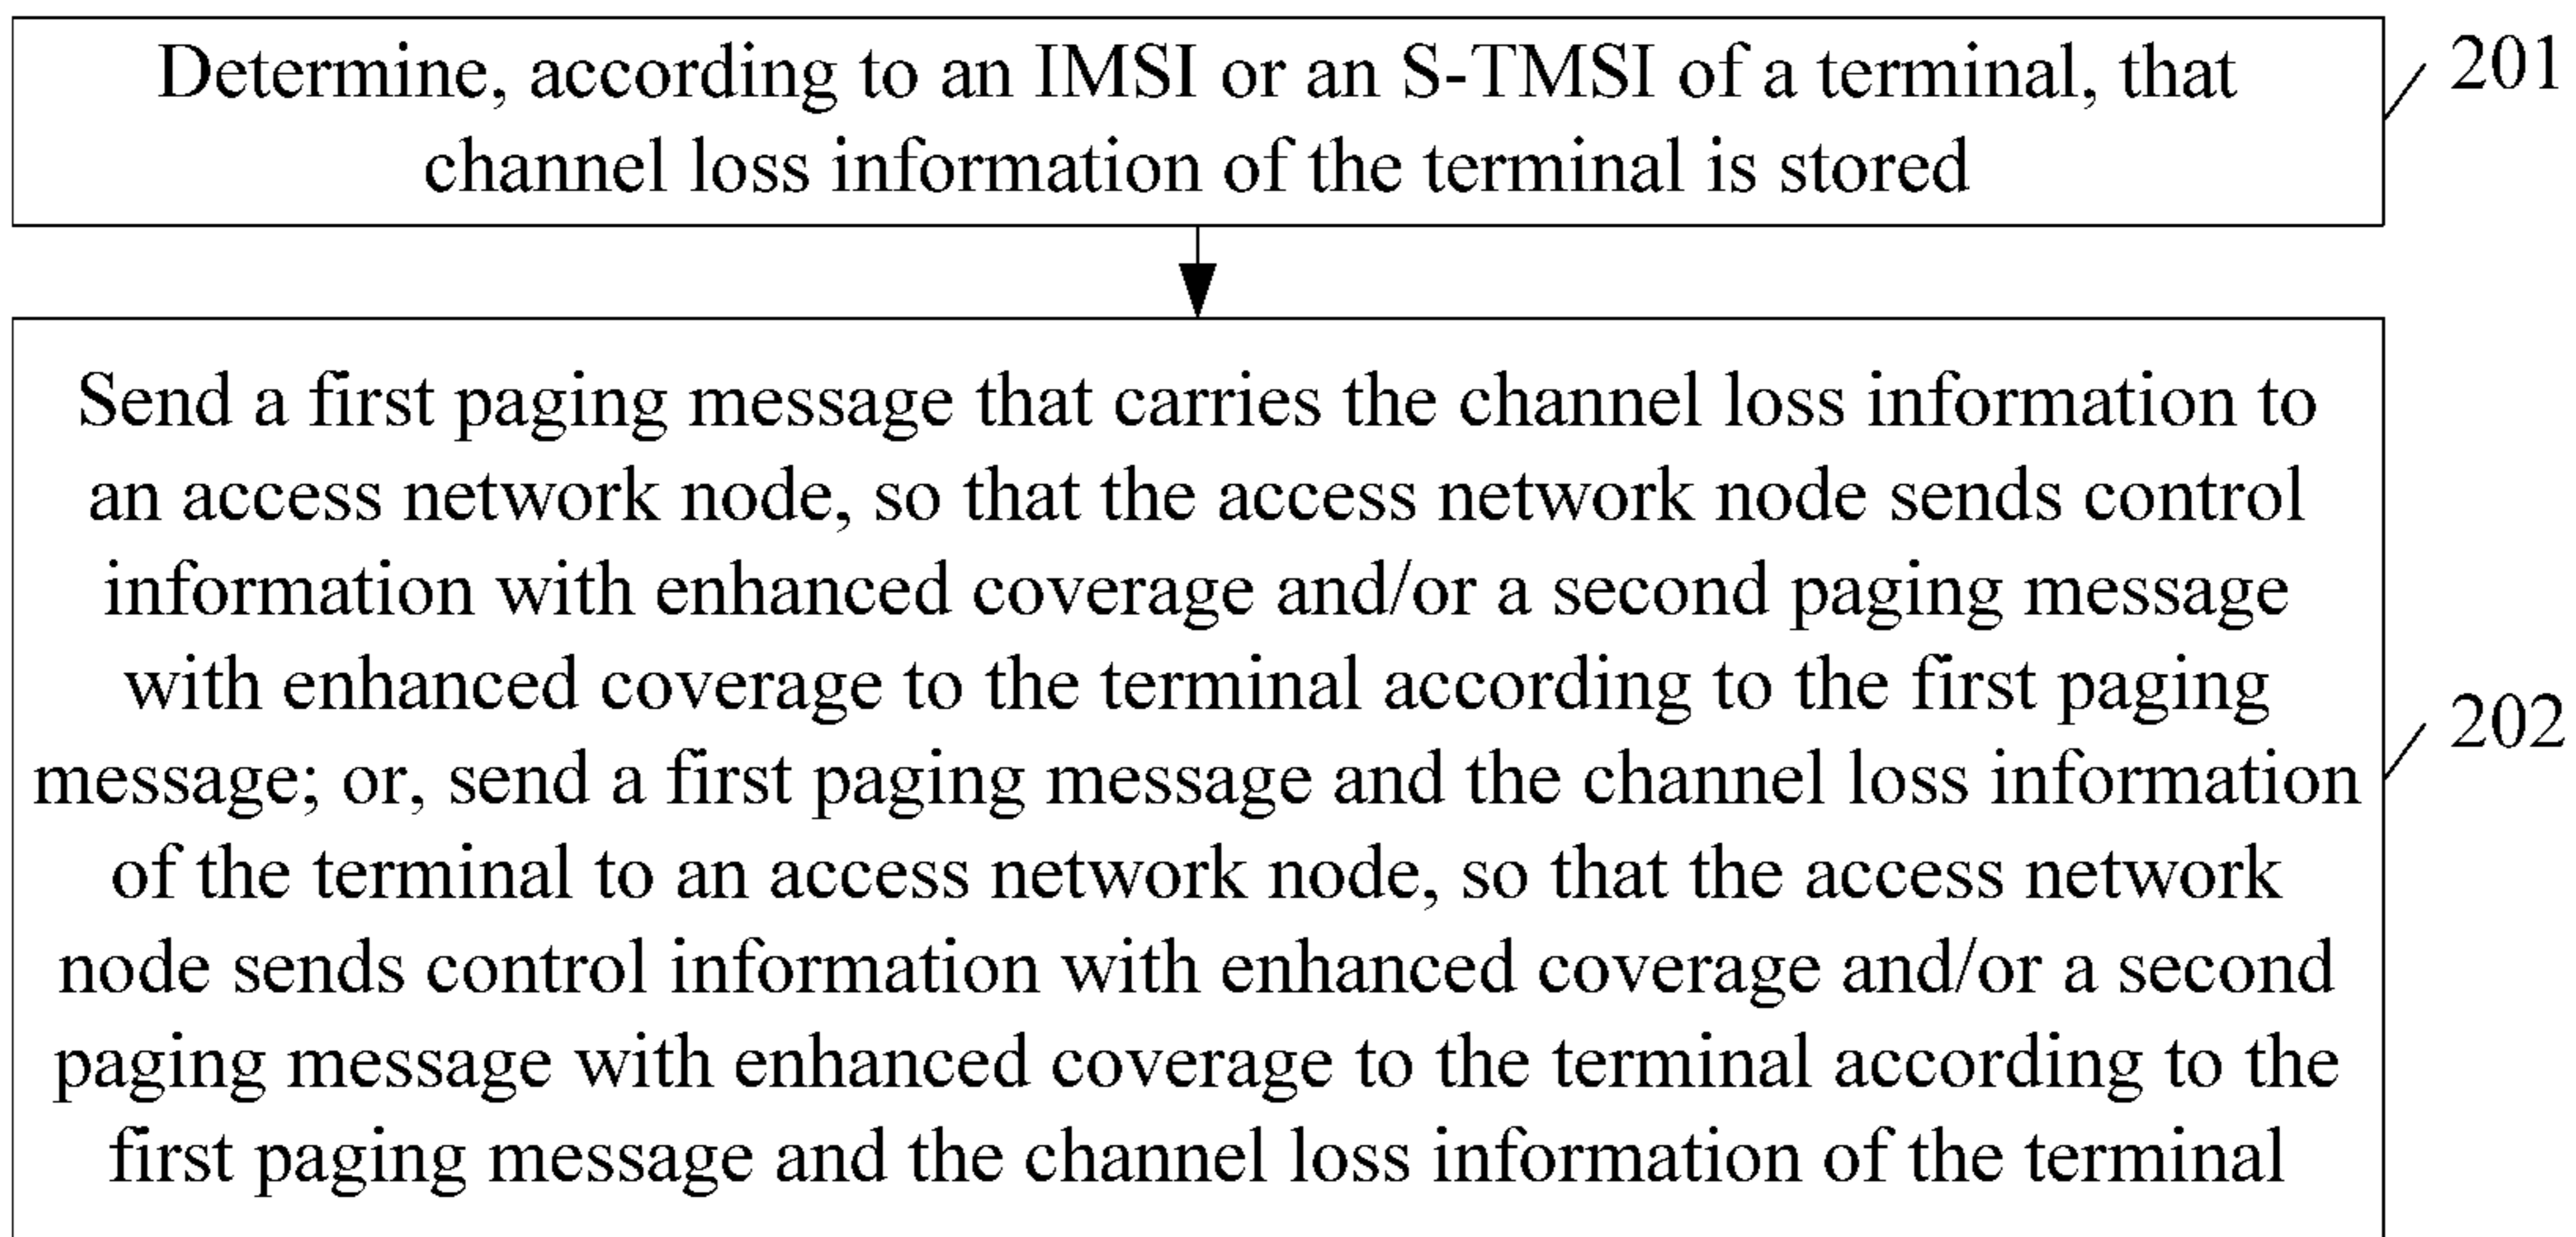 Determine, according to an IMSI or an S-TMSI of a terminal, that
channel loss information of the terminal is stored
201
Send a first paging message that carries the channel loss information to
an access network node, so that the access network node sends control
information with enhanced coverage and/or a second paging message
with enhanced coverage to the terminal according to the first paging
message; or, send a first paging message and the channel loss information
of the terminal to an access network node, so that the access network
node sends control information with enhanced coverage and/or a second
paging message with enhanced coverage to the terminal according to the
first paging message and the channel loss information of the terminal
202